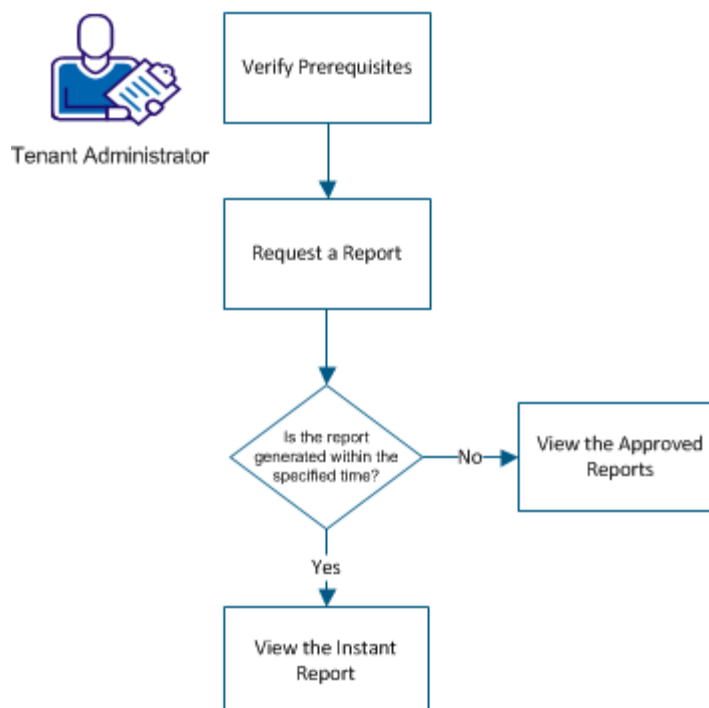 Verify Prerequisites
Tenant Administrator
Request a Report
Is the report
generated within the
specified time?
No
View the Approved
Reports
Yes
View the Instant
Report